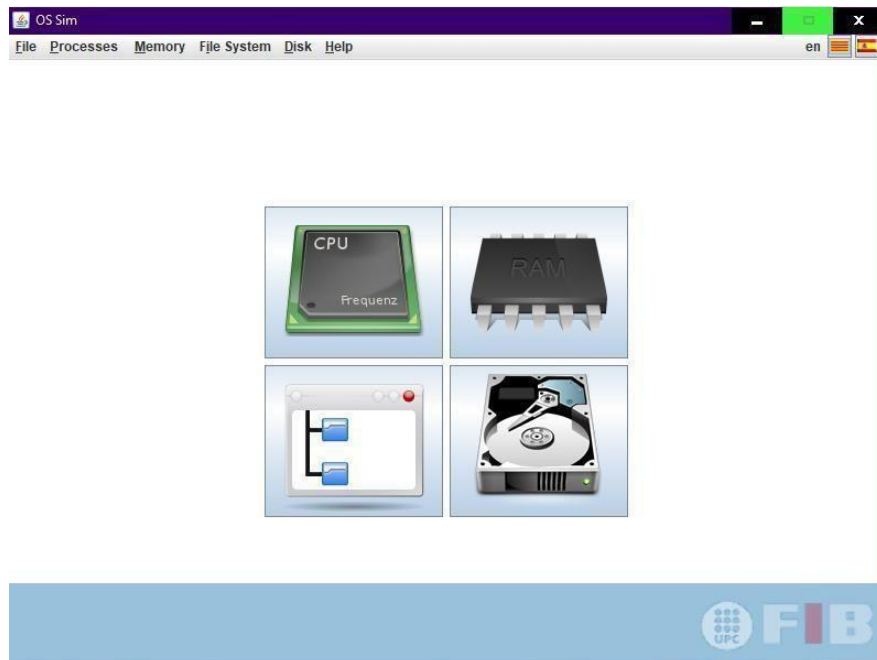 OS Sim
File Processes Memory File System Disk Help en
CPU
Frequenz
RAM
UPC FIB